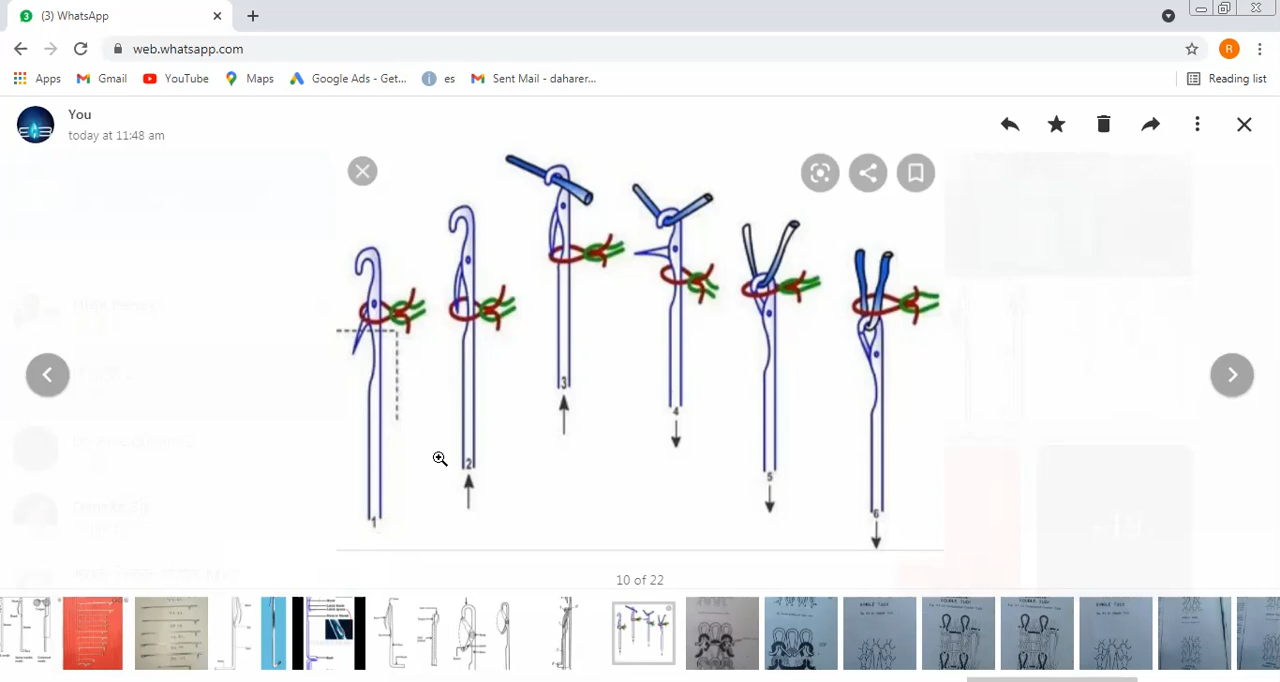 (3) WhatsApp
web.whatsapp.com
Apps
Gmail
YouTube
Maps
Google Ads - Get...
es
Sent Mail - daharer...
Reading list
You
today at 11:48 am
1
2
3
4
5
6
10 of 22